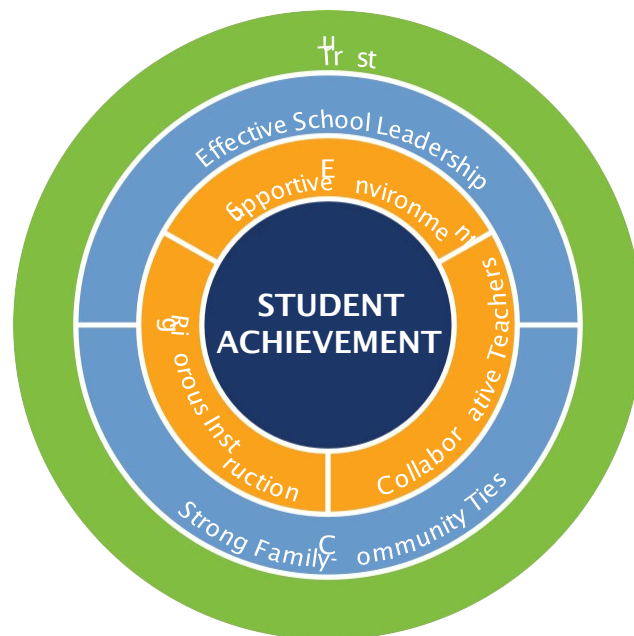 Trust
Effective School Leadership
Supportive Environment
STUDENT
ACHIEVEMENT
Rigorous Instruction
Collaborative Teachers
Strong Family-Community Ties